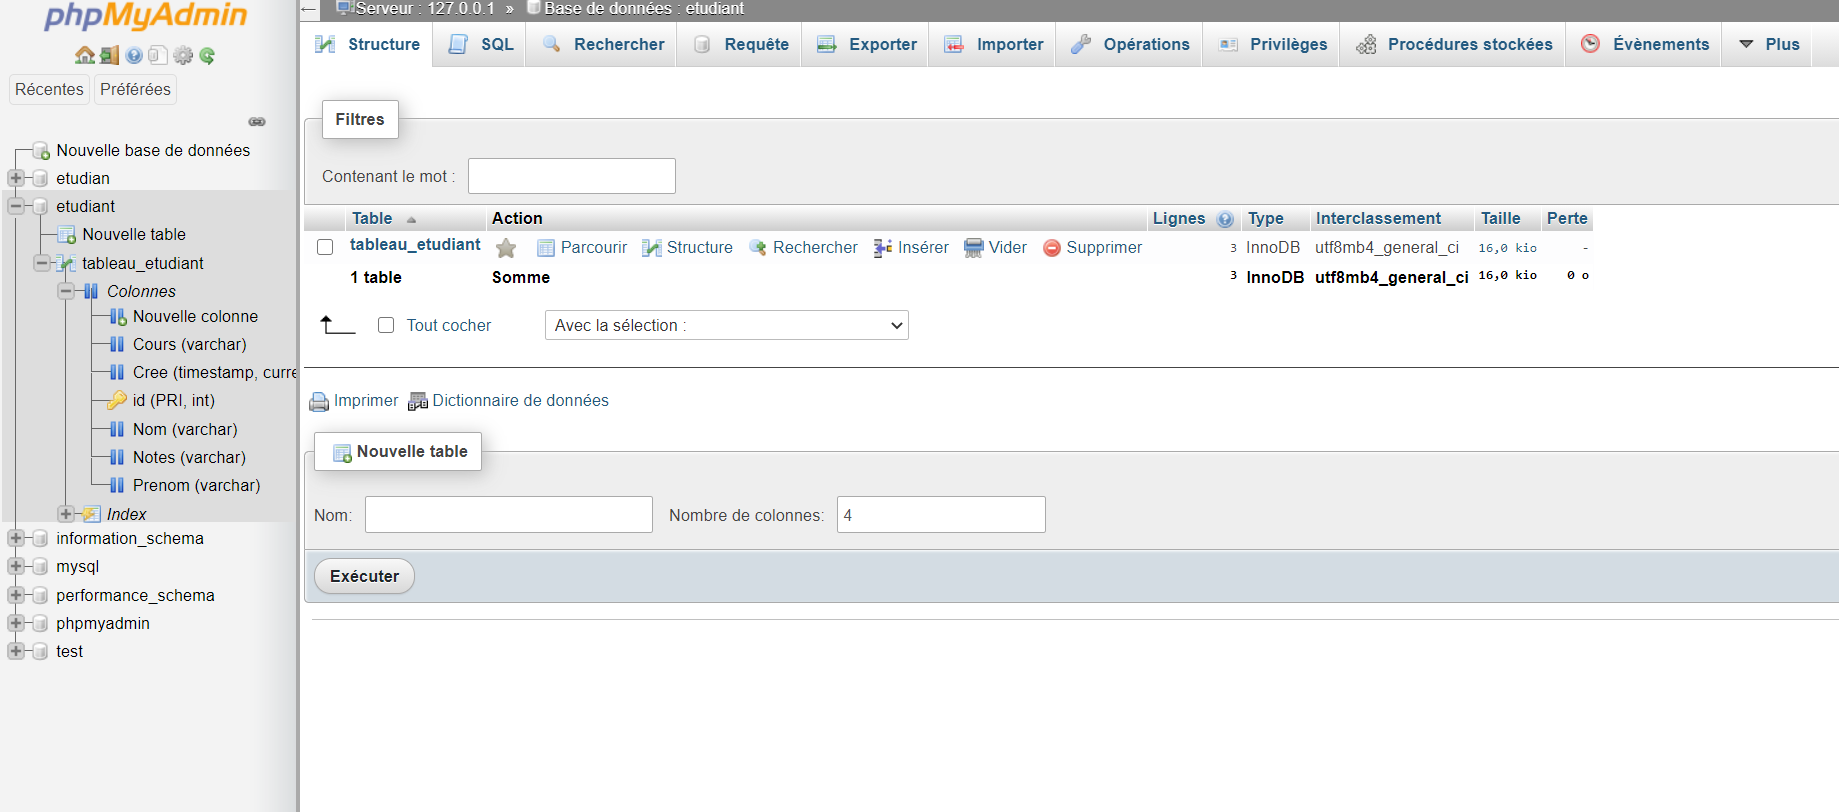 phpMyAdmin
Récentes Préférées
Nouvelle base de données
etudian
etudiant
Nouvelle table
tableau_etudiant
Colonnes
Nouvelle colonne
Cours (varchar)
Cree (timestamp, curre
id (PRI, int)
Nom (varchar)
Notes (varchar)
Prenom (varchar)
Index
information_schema
mysql
performance_schema
phpmyadmin
test
Serveur : 127.0.0.1 » Base de données : etudiant
Structure SQL Rechercher Requête Exporter Importer Opérations Privilèges Procédures stockées Évènements Plus
Filtres
Contenant le mot :
Table Action Lignes Type Interclassement Taille Perte
tableau_etudiant Parcourir Structure Rechercher Insérer Vider Supprimer 3 InnoDB utf8mb4_general_ci 16,0 kio -
1 table Somme 3 InnoDB utf8mb4_general_ci 16,0 kio 0 o
Tout cocher Avec la sélection :
Imprimer Dictionnaire de données
Nouvelle table
Nom: Nombre de colonnes: 4
Exécuter